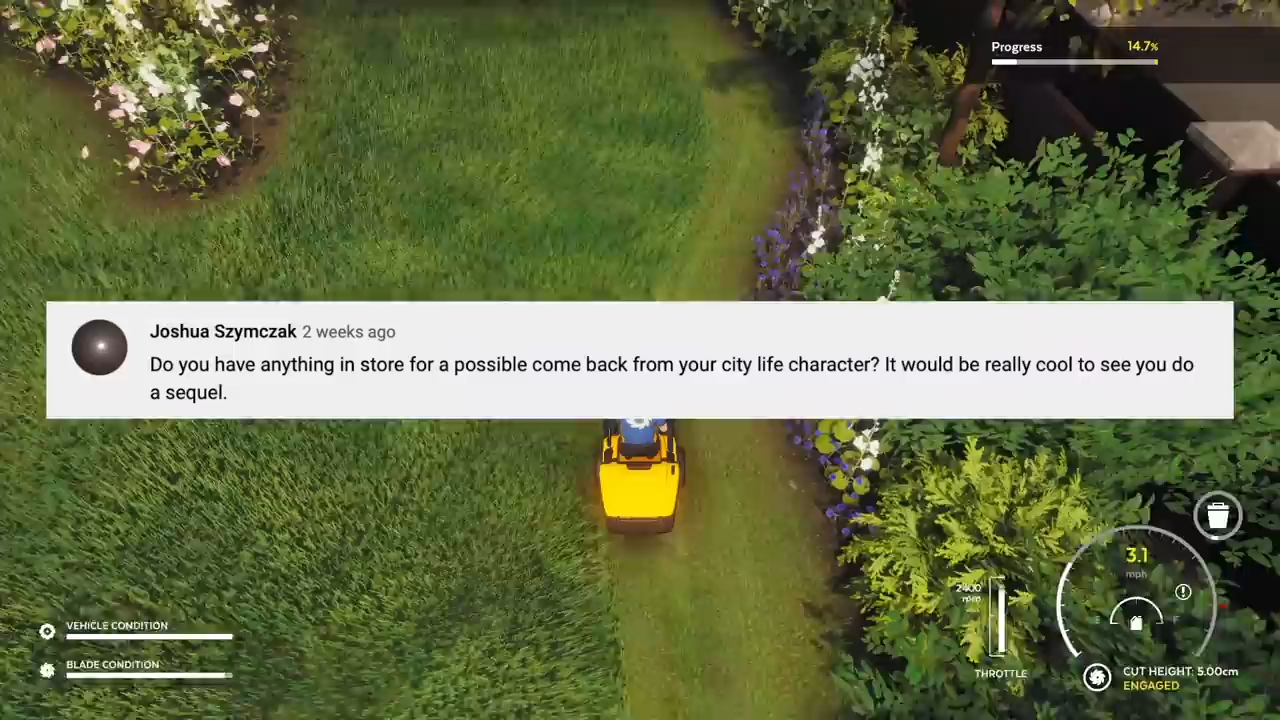 Progress 14.7%
Joshua Szymczak 2 weeks ago
Do you have anything in store for a possible come back from your city life character? It would be really cool to see you do
a sequel.
3.1
mph
2400
rpm
E F
THROTTLE
VEHICLE CONDITION
BLADE CONDITION
CUT HEIGHT: 5.00cm
ENGAGED